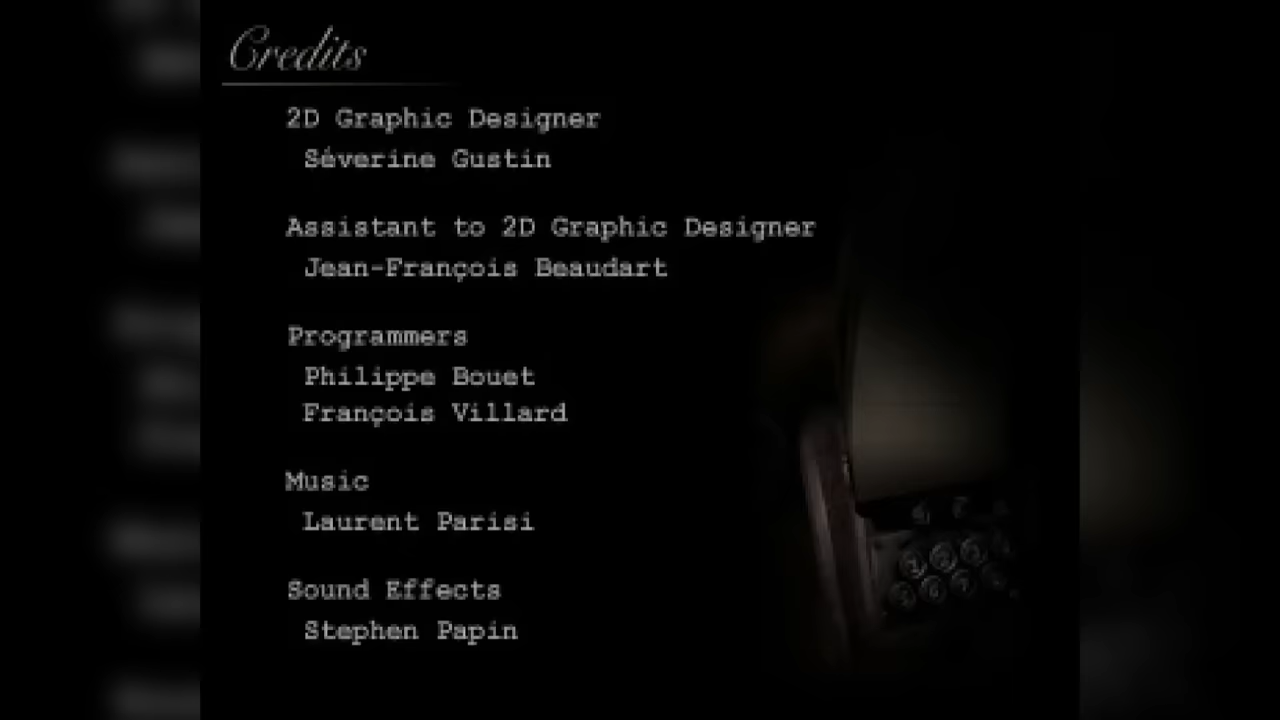 Credits
2D Graphic Designer
Séverine Gustin
Assistant to 2D Graphic Designer
Jean-François Beaudart
Programmers
Philippe Bouet
François Villard
Music
Laurent Parisi
Sound Effects
Stephen Papin